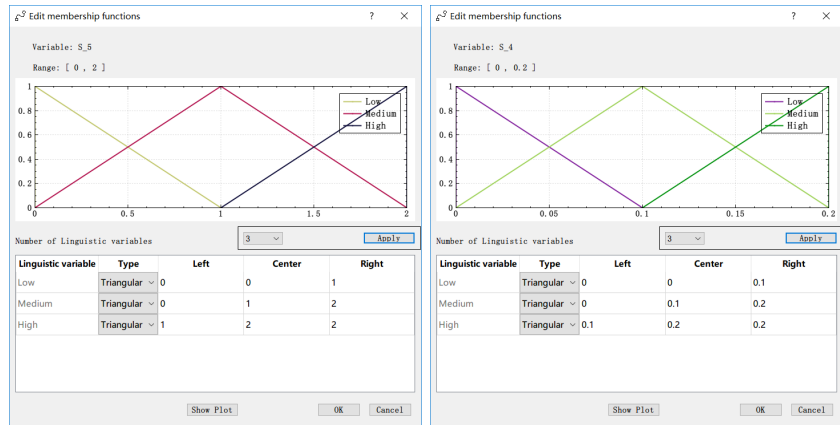 Edit membership functions ? ×
Variable: S_5
Range: [ 0 , 2 ]
1
0.8
0.6
0.4
0.2
0
Low
Medium
High
0 0.5 1 1.5 2
Number of Linguistic variables 3 Apply
Linguistic variable Type Left Center Right
Low Triangular 0 0 1
Medium Triangular 0 1 2
High Triangular 1 2 2
Show Plot OK Cancel
Edit membership functions ? ×
Variable: S_4
Range: [ 0 , 0.2 ]
1
0.8
0.6
0.4
0.2
0
Low
Medium
High
0 0.05 0.1 0.15 0.2
Number of Linguistic variables 3 Apply
Linguistic variable Type Left Center Right
Low Triangular 0 0 0.1
Medium Triangular 0 0.1 0.2
High Triangular 0.1 0.2 0.2
Show Plot OK Cancel